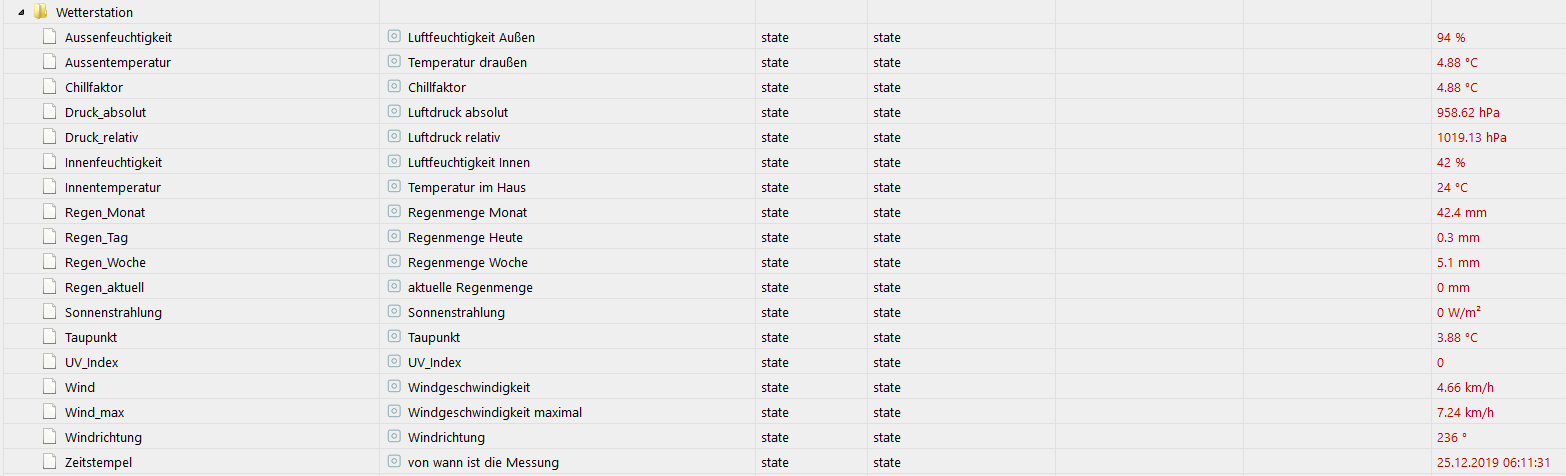 Wetterstation
Aussenfeuchtigkeit Luftfeuchtigkeit Außen state state 94 %
Aussentemperatur Temperatur draußen state state 4.88 °C
Chillfaktor Chillfaktor state state 4.88 °C
Druck_absolut Luftdruck absolut state state 958.62 hPa
Druck_relativ Luftdruck relativ state state 1019.13 hPa
Innenfeuchtigkeit Luftfeuchtigkeit Innen state state 42 %
Innentemperatur Temperatur im Haus state state 24 °C
Regen_Monat Regenmenge Monat state state 42.4 mm
Regen_Tag Regenmenge Heute state state 0.3 mm
Regen_Woche Regenmenge Woche state state 5.1 mm
Regen_aktuell aktuelle Regenmenge state state 0 mm
Sonnenstrahlung Sonnenstrahlung state state 0 W/m²
Taupunkt Taupunkt state state 3.88 °C
UV_Index UV_Index state state 0
Wind Windgeschwindigkeit state state 4.66 km/h
Wind_max Windgeschwindigkeit maximal state state 7.24 km/h
Windrichtung Windrichtung state state 236 °
Zeitstempel von wann ist die Messung state state 25.12.2019 06:11:31